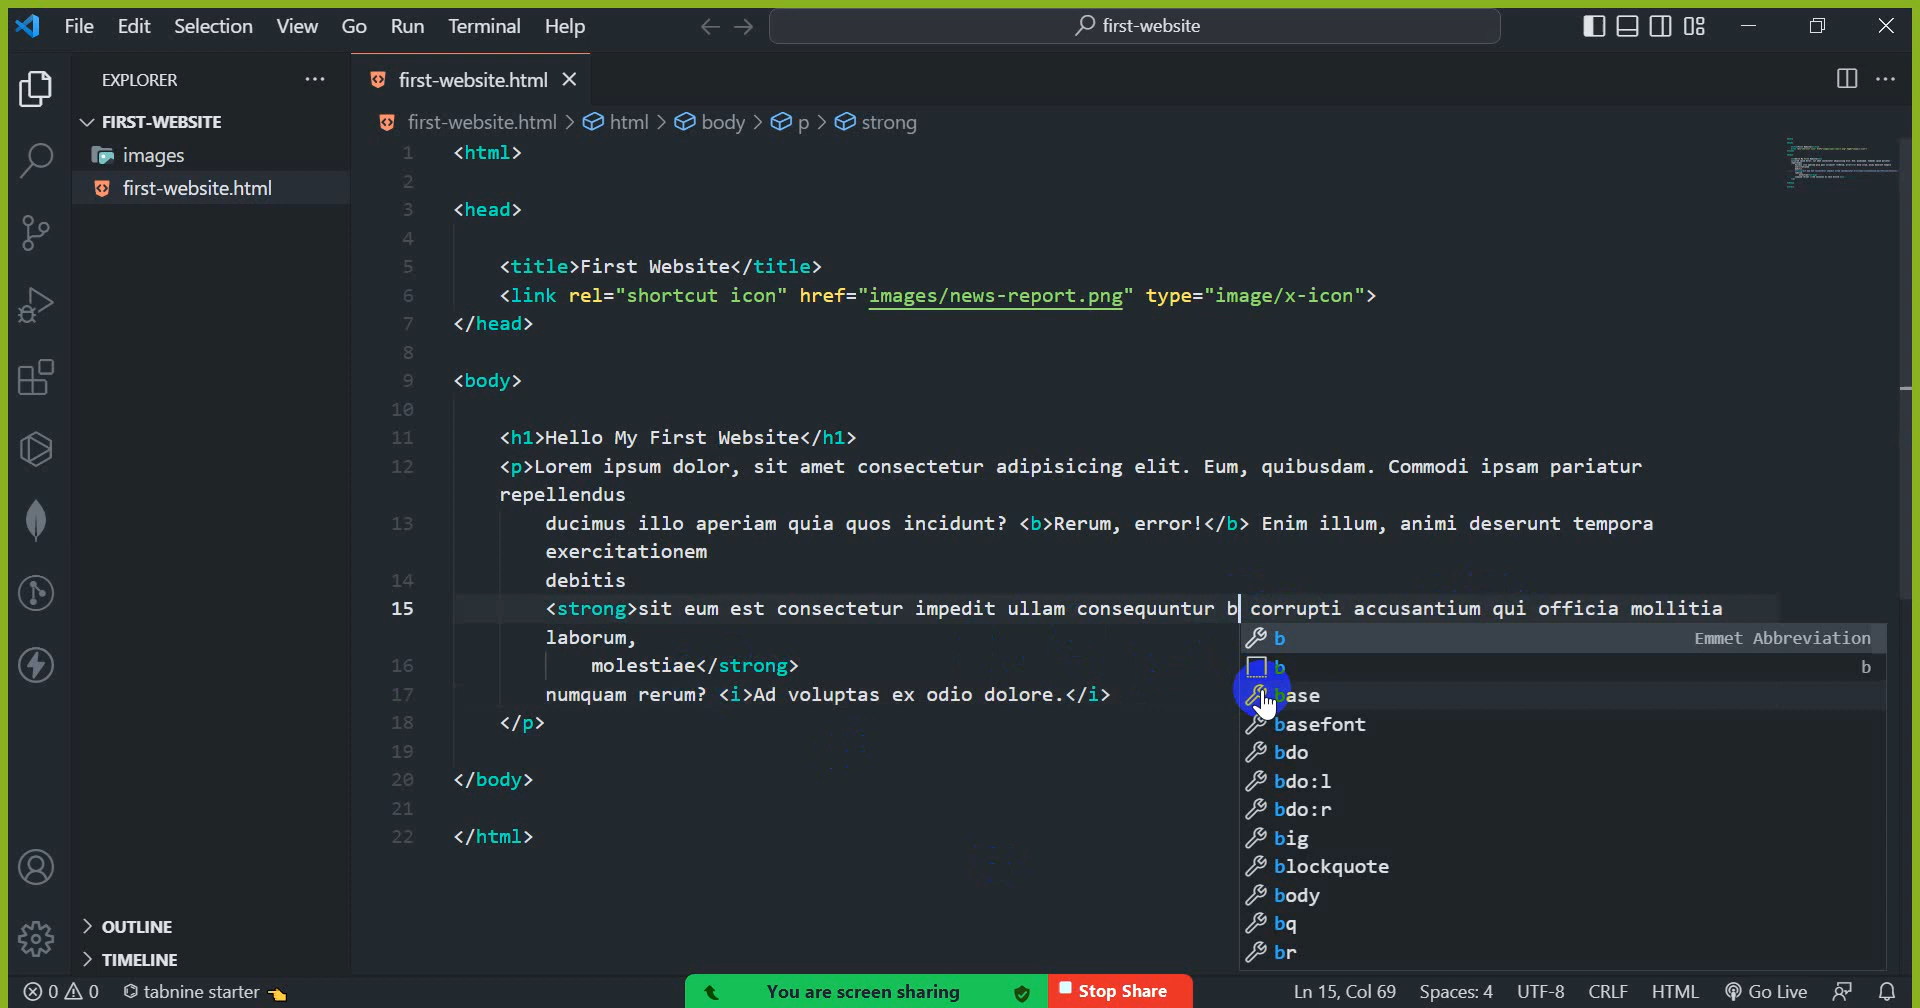 File Edit Selection View Go Run Terminal Help first-website
EXPLORER
FIRST-WEBSITE
images
first-website.html
OUTLINE
TIMELINE
first-website.html
first-website.html > html > body > p > strong
1 <html>
2
3 <head>
4
5 <title>First Website</title>
6 <link rel="shortcut icon" href="images/news-report.png" type="image/x-icon">
7 </head>
8
9 <body>
10
11 <h1>Hello My First Website</h1>
12 <p>Lorem ipsum dolor, sit amet consectetur adipisicing elit. Eum, quibusdam. Commodi ipsam pariatur
repellendus
13 ducimus illo aperiam quia quos incidunt? <b>Rerum, error!</b> Enim illum, animi deserunt tempora
exercitationem
14 debitis
15 <strong>sit eum est consectetur impedit ullam consequuntur b corrupti accusantium qui officia mollitia
laborum,
16 molestiae</strong>
17 numquam rerum? <i>Ad voluptas ex odio dolore.</i>
18 </p>
19
20 </body>
21
22 </html>
b Emmet Abbreviation
b b
base
basefont
bdo
bdo:l
bdo:r
big
blockquote
body
bq
br
0 0 tabnine starter You are screen sharing Stop Share Ln 15, Col 69 Spaces: 4 UTF-8 CRLF HTML Go Live